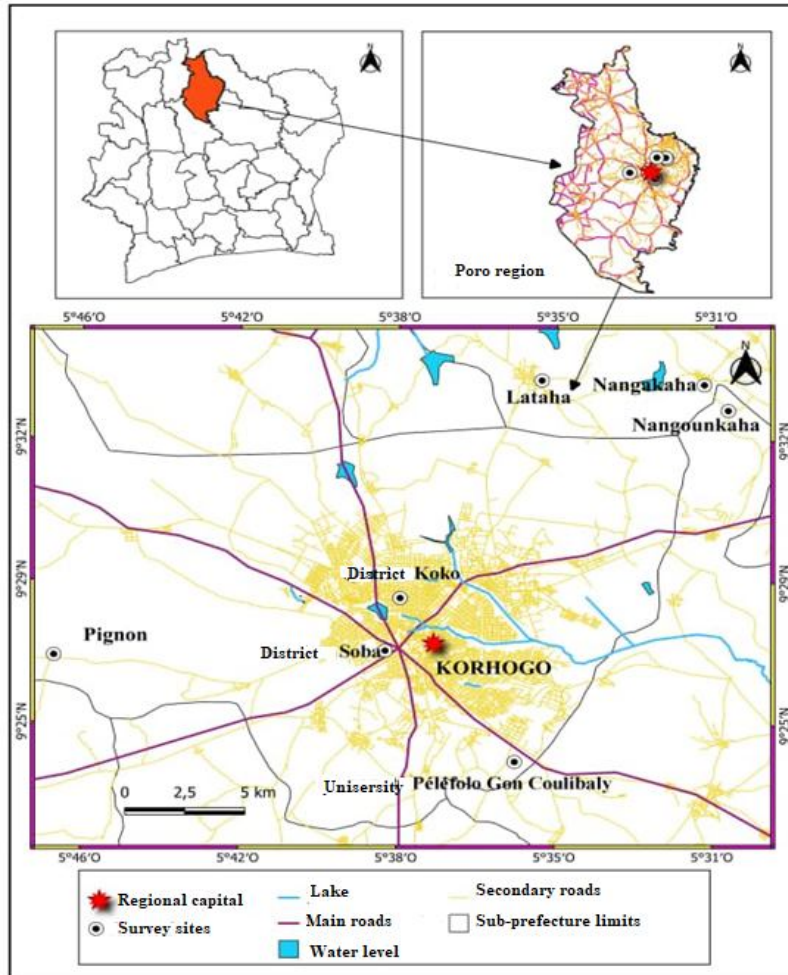 N
N
Poro region
5°46'O 5°42'O 5°38'O 5°35'O 5°31'O
N
Lataha
Nangakaha
Nangounkaha
9°32'N 9°32'N
District Koko
9°29'N 9°29'N
Pignon
District Soba
KORHOGO
9°25'N 9°25'N
Unisersity Péléfolo Gon Coulibaly
0 2,5 5 km
5°46'O 5°42'O 5°38'O 5°35'O 5°31'O
Regional capital
Lake
Secondary roads
Survey sites
Main roads
Sub-prefecture limits
Water level